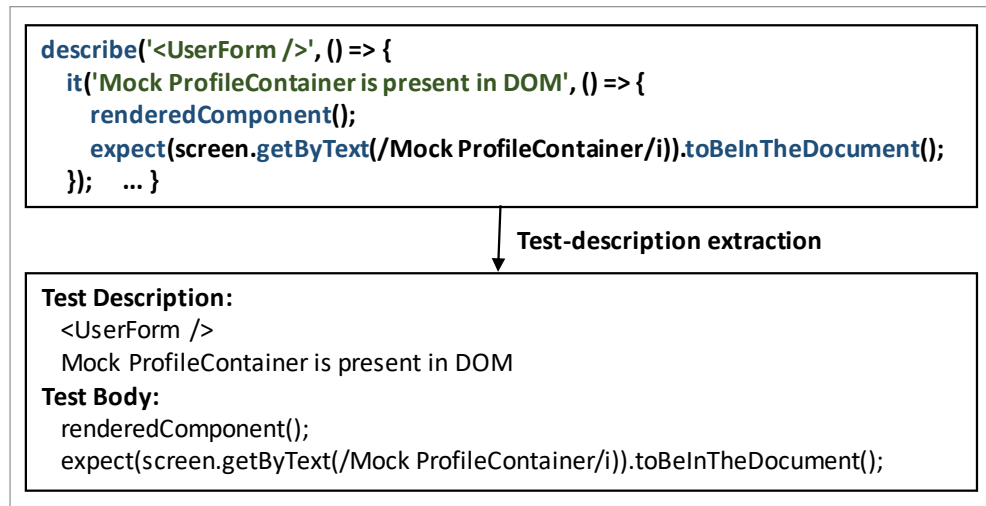 describe('<UserForm />', () => {
it('Mock ProfileContainer is present in DOM', () => {
renderedComponent();
expect(screen.getByText(/Mock ProfileContainer/i)).toBeInTheDocument();
});    ... }
Test-description extraction
Test Description:
<UserForm />
Mock ProfileContainer is present in DOM
Test Body:
renderedComponent();
expect(screen.getByText(/Mock ProfileContainer/i)).toBeInTheDocument();